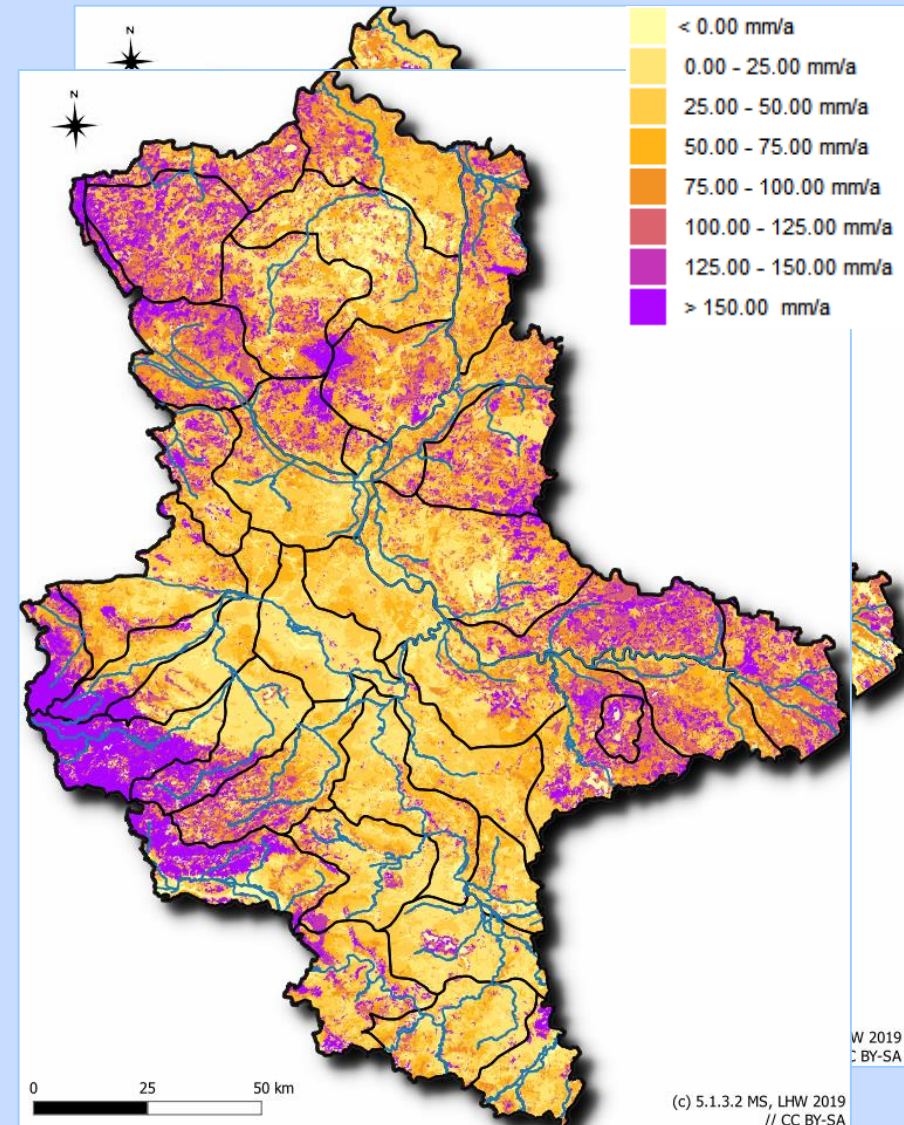 N
N
< 0.00 mm/a
0.00 - 25.00 mm/a
25.00 - 50.00 mm/a
50.00 - 75.00 mm/a
75.00 - 100.00 mm/a
100.00 - 125.00 mm/a
125.00 - 150.00 mm/a
> 150.00 mm/a
W 2019
C BY-SA
0 25 50 km
(c) 5.1.3.2 MS, LHW 2019
// CC BY-SA